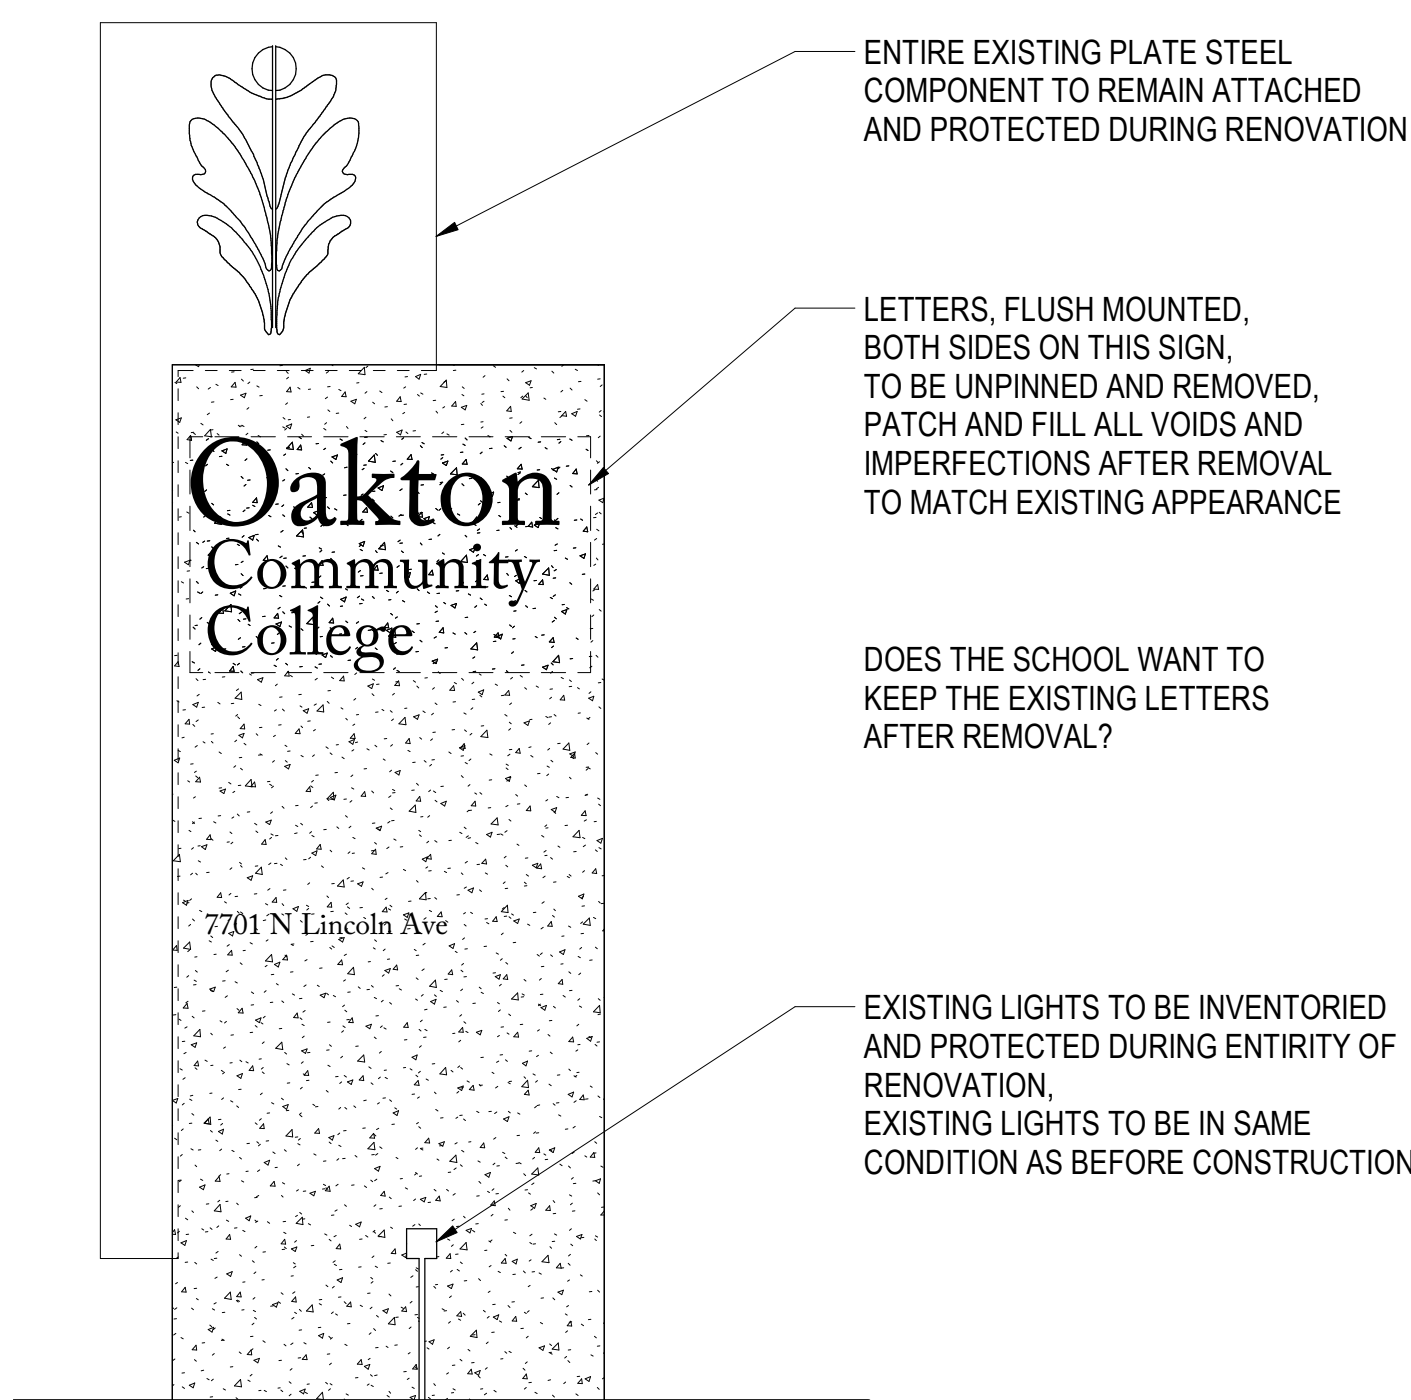 ENTIRE EXISTING PLATE STEEL
COMPONENT TO REMAIN ATTACHED
AND PROTECTED DURING RENOVATION
LETTERS, FLUSH MOUNTED,
BOTH SIDES ON THIS SIGN,
TO BE UNPINNED AND REMOVED,
PATCH AND FILL ALL VOIDS AND
IMPERFECTIONS AFTER REMOVAL
TO MATCH EXISTING APPEARANCE
Oakton
Community
College
DOES THE SCHOOL WANT TO
KEEP THE EXISTING LETTERS
AFTER REMOVAL?
7701 N Lincoln Ave
EXISTING LIGHTS TO BE INVENTORIED
AND PROTECTED DURING ENTIRITY OF
RENOVATION,
EXISTING LIGHTS TO BE IN SAME
CONDITION AS BEFORE CONSTRUCTION